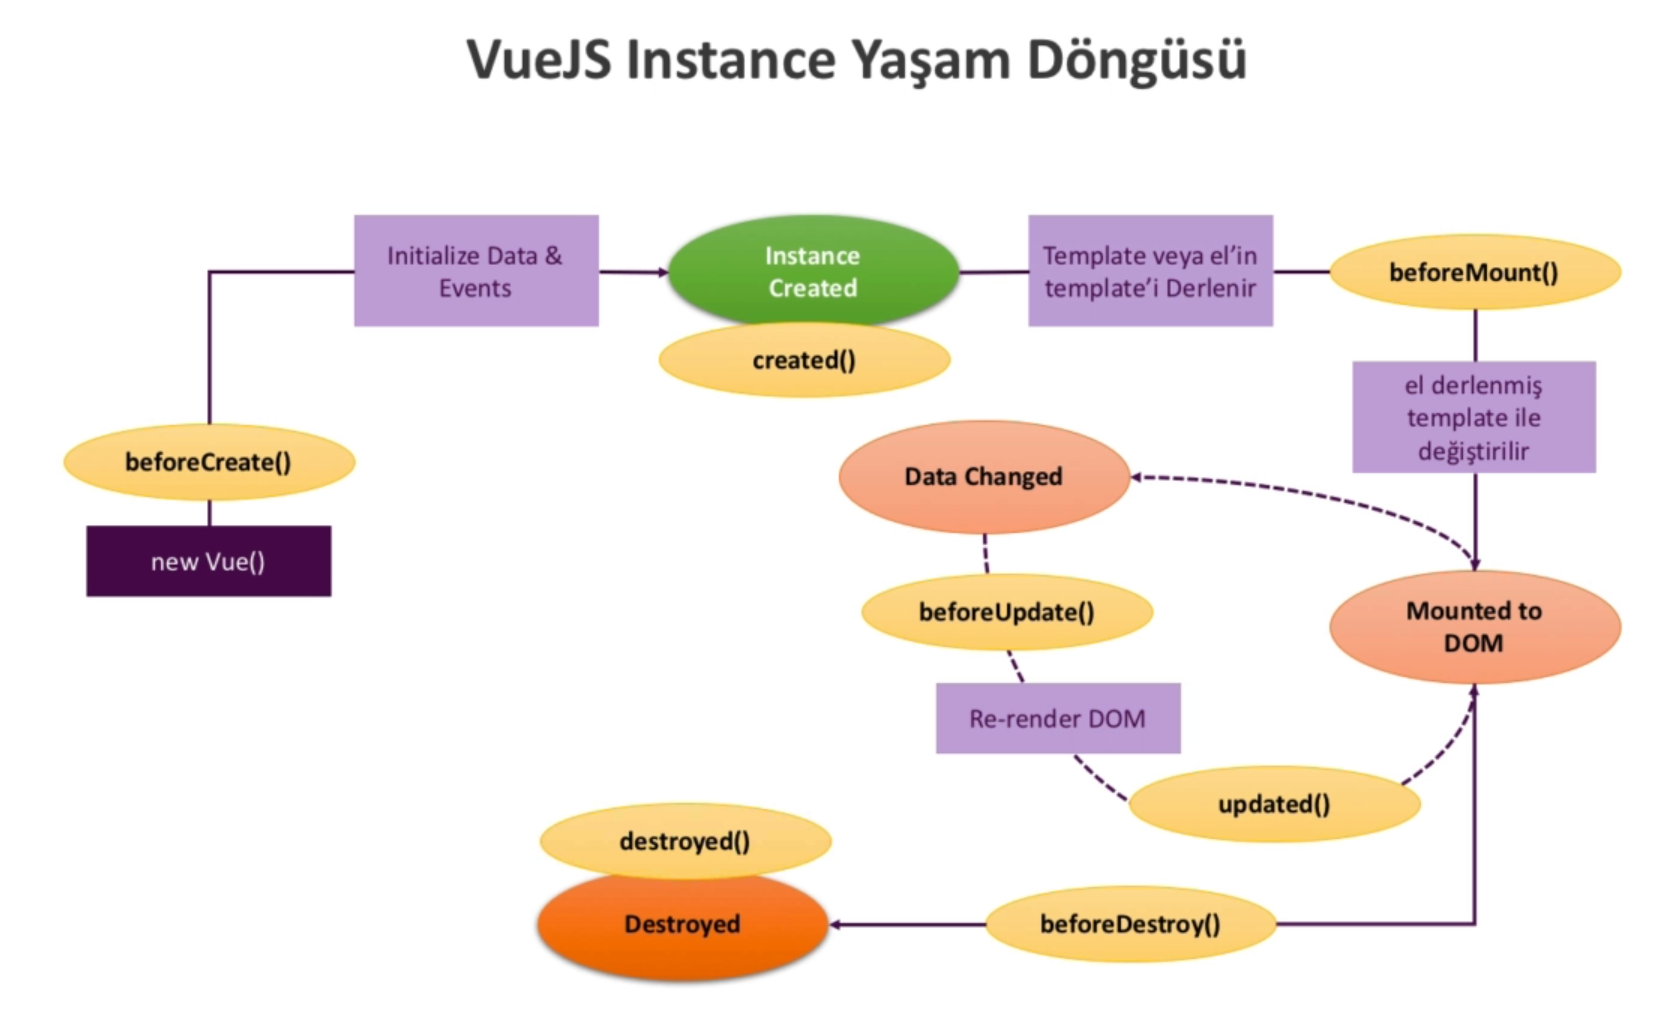 VueJS Instance Yaşam Döngüsü
Initialize Data &
Events
Instance
Created
created()
Template veya el’in
template’i Derlenir
beforeMount()
el derlenmiş
template ile
değiştirilir
beforeCreate()
new Vue()
Data Changed
beforeUpdate()
Mounted to
DOM
Re-render DOM
updated()
destroyed()
Destroyed
beforeDestroy()